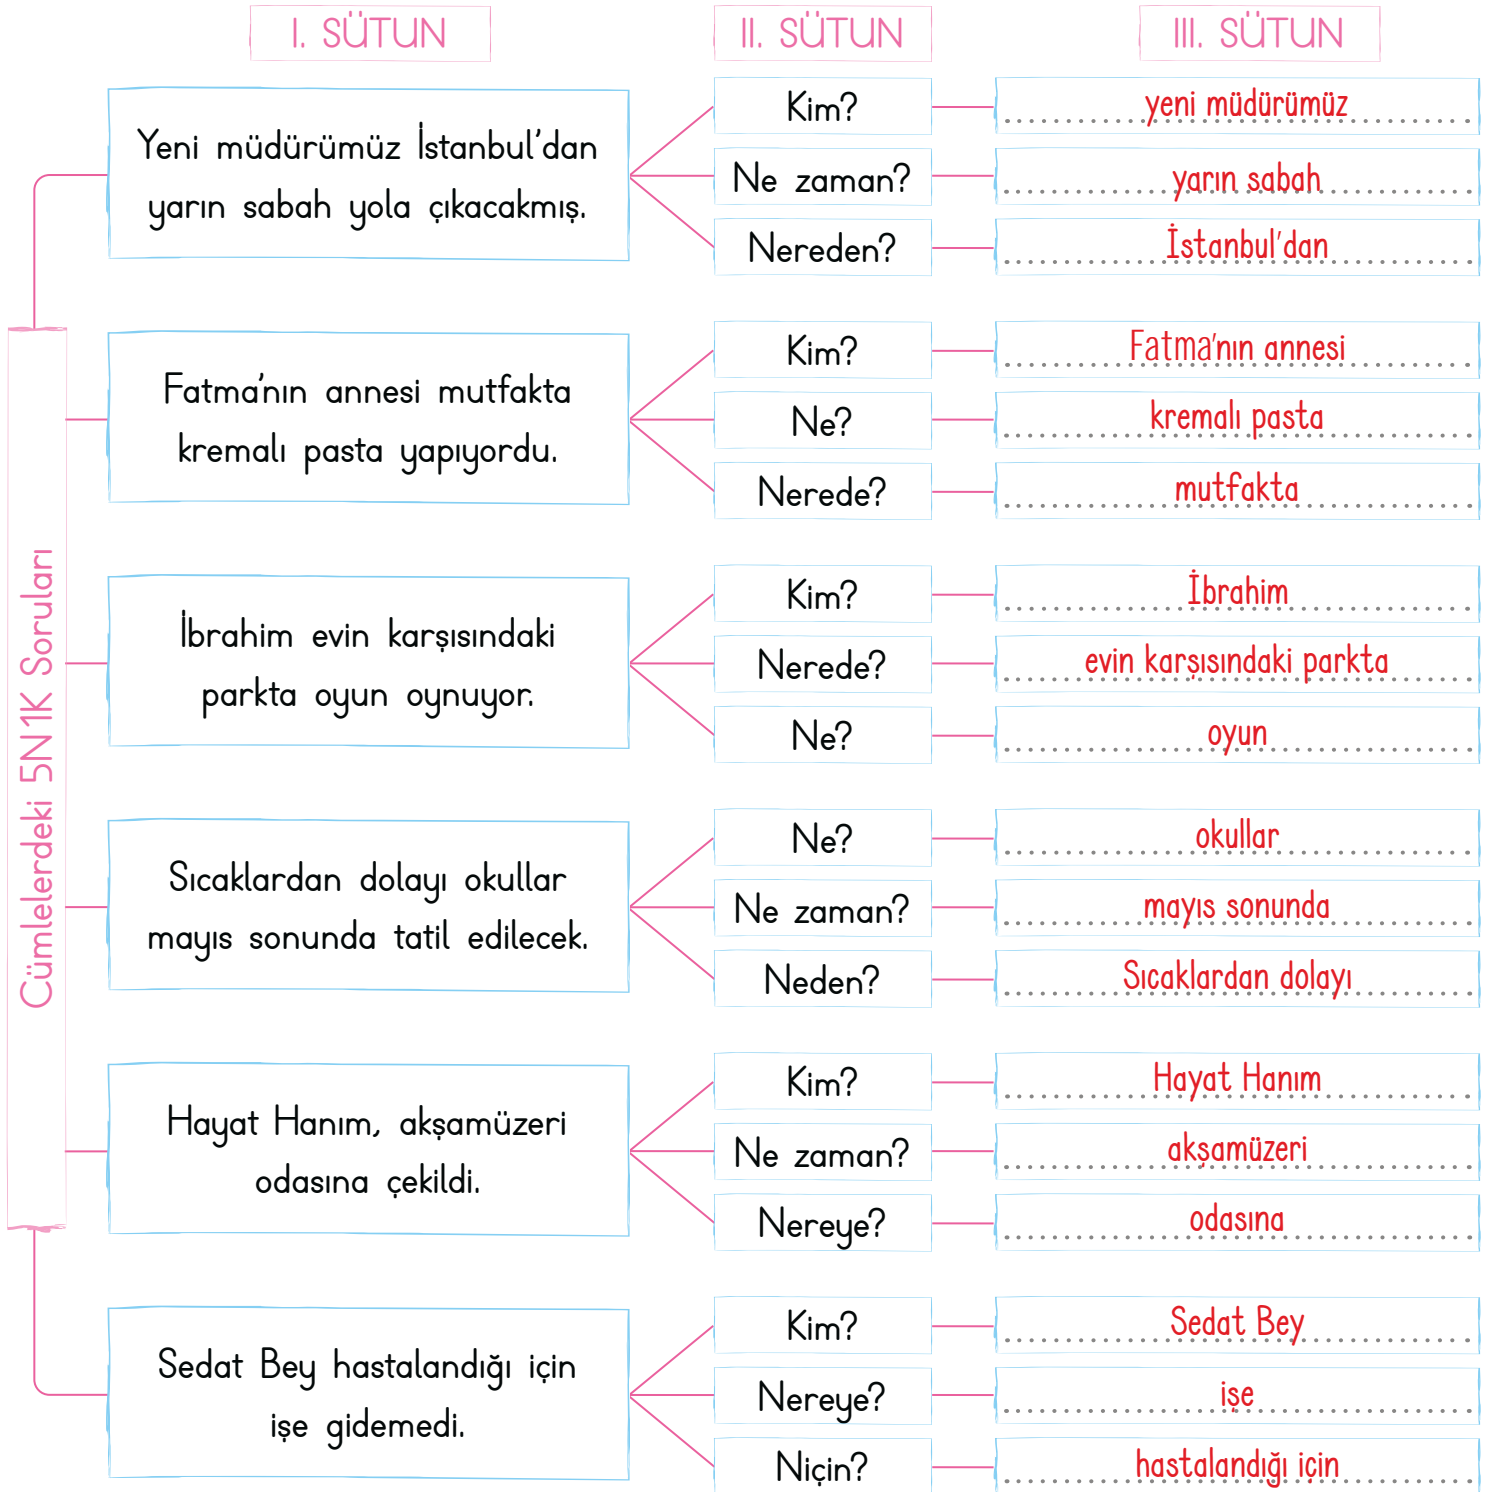 I. SÜTUN
II. SÜTUN
III. SÜTUN
Cümlelerdeki 5N1K Soruları
Yeni müdürümüz İstanbul’dan
yarın sabah yola çıkacakmış.
Kim?
yeni müdürümüz
Ne zaman?
yarın sabah
Nereden?
İstanbul’dan
Fatma’nın annesi mutfakta
kremalı pasta yapıyordu.
Kim?
Fatma’nın annesi
Ne?
kremalı pasta
Nerede?
mutfakta
İbrahim evin karşısındaki
parkta oyun oynuyor.
Kim?
İbrahim
Nerede?
evin karşısındaki parkta
Ne?
oyun
Sıcaklardan dolayı okullar
mayıs sonunda tatil edilecek.
Ne?
okullar
Ne zaman?
mayıs sonunda
Neden?
Sıcaklardan dolayı
Hayat Hanım, akşamüzeri
odasına çekildi.
Kim?
Hayat Hanım
Ne zaman?
akşamüzeri
Nereye?
odasına
Sedat Bey hastalandığı için
işe gidemedi.
Kim?
Sedat Bey
Nereye?
işe
Niçin?
hastalandığı için